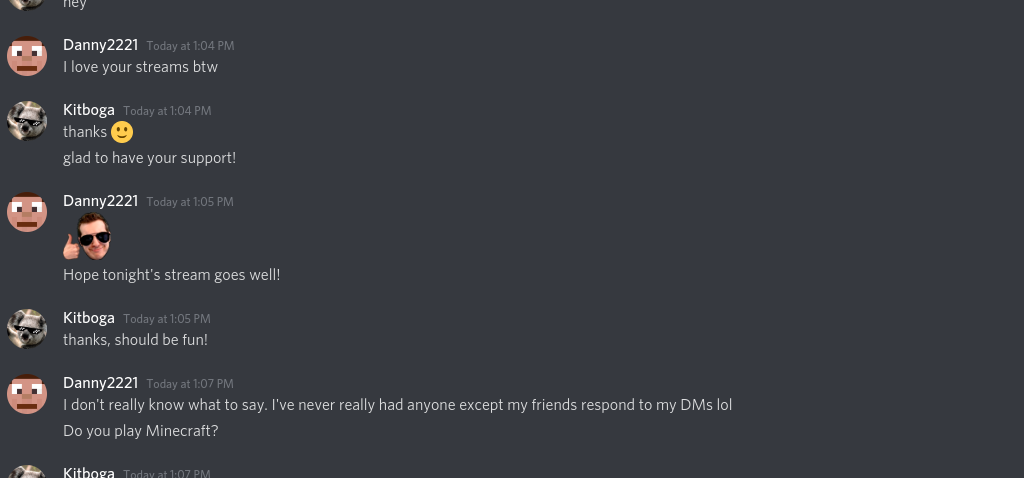 hey
Danny2221 Today at 1:04 PM
I love your streams btw
Kitboga Today at 1:04 PM
thanks 🙂
glad to have your support!
Danny2221 Today at 1:05 PM
Hope tonight's stream goes well!
Kitboga Today at 1:05 PM
thanks, should be fun!
Danny2221 Today at 1:07 PM
I don't really know what to say. I've never really had anyone except my friends respond to my DMs lol
Do you play Minecraft?
Kitboga Today at 1:07 PM